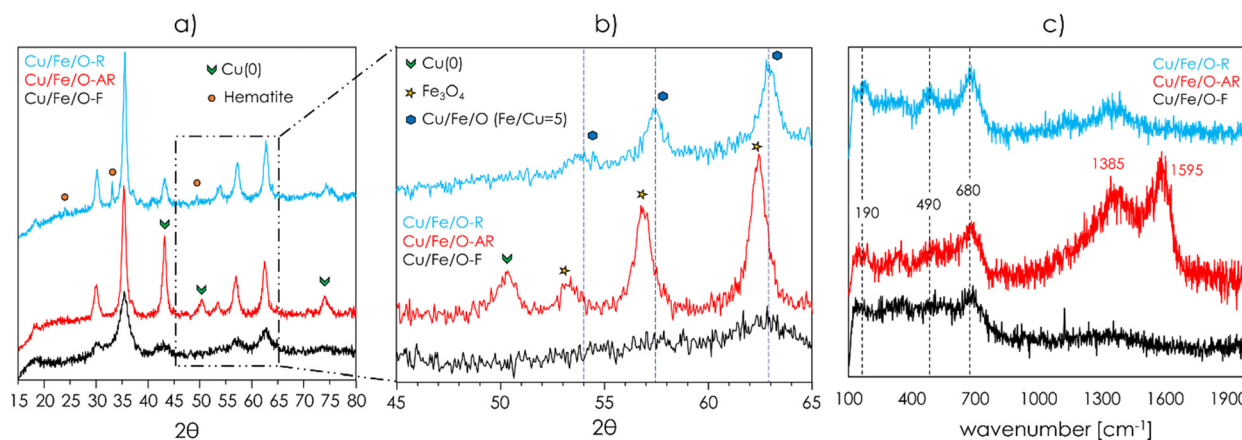 a)
Cu/Fe/O-R
Cu/Fe/O-AR
Cu/Fe/O-F
Cu(0)
Hematite
15 20 25 30 35 40 45 50 55 60 65 70 75 80
2θ
b)
Cu(0)
Fe₃O₄
Cu/Fe/O (Fe/Cu=5)
Cu/Fe/O-R
Cu/Fe/O-AR
Cu/Fe/O-F
45 50 55 60 65
2θ
c)
Cu/Fe/O-R
Cu/Fe/O-AR
Cu/Fe/O-F
1385
1595
190
490
680
100 400 700 1000 1300 1600 1900
wavenumber [cm⁻¹]